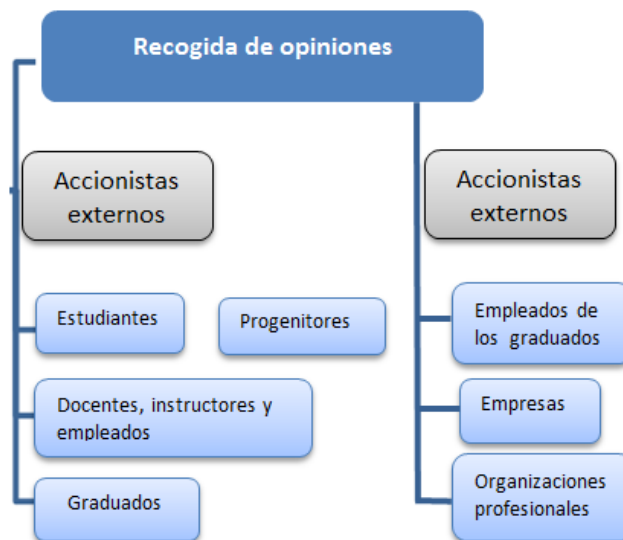 Recogida de opiniones
Accionistas
externos
Estudiantes
Progenitores
Docentes, instructores y
empleados
Graduados
Accionistas
externos
Empleados de
los graduados
Empresas
Organizaciones
profesionales